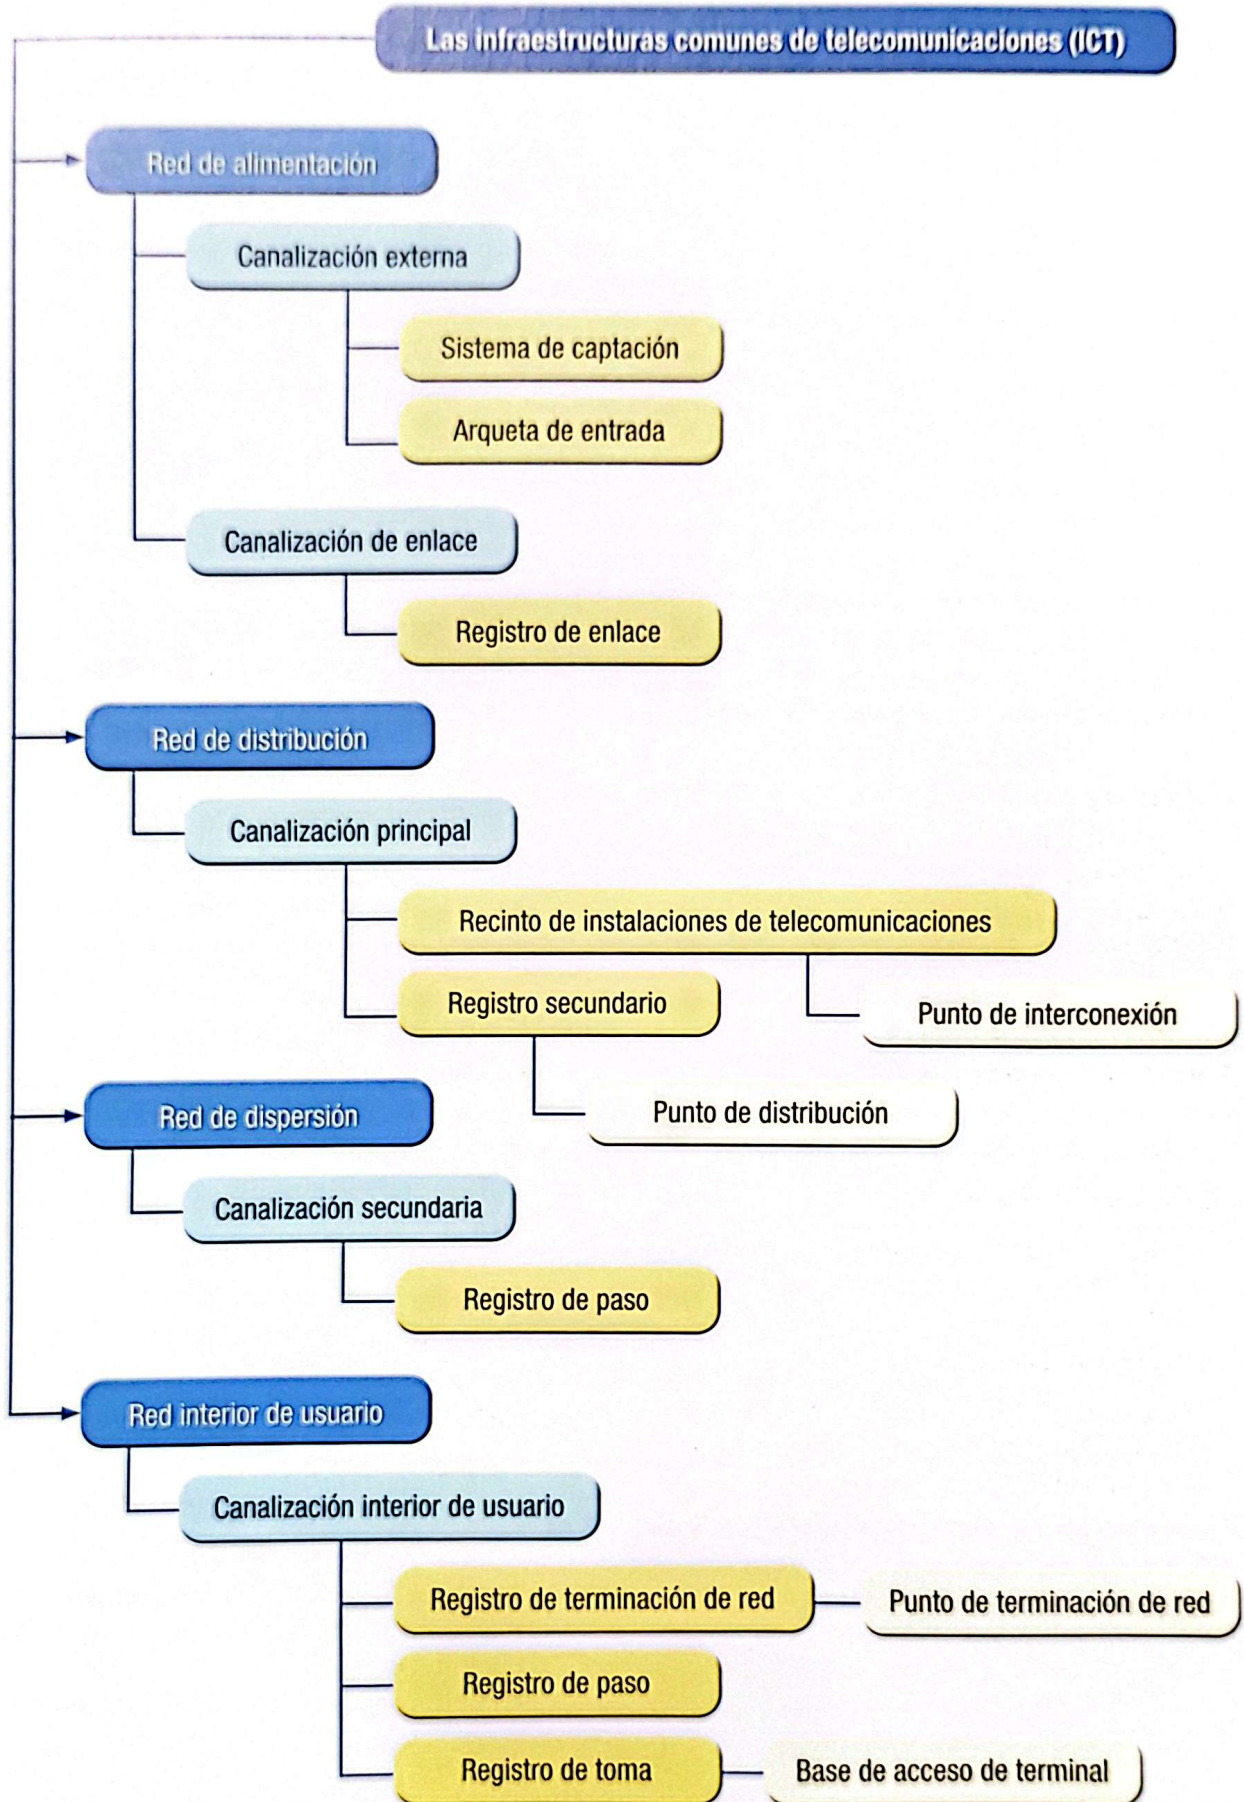 Las infraestructuras comunes de telecomunicaciones (ICT)
Red de alimentación
Canalización externa
Sistema de captación
Arqueta de entrada
Canalización de enlace
Registro de enlace
Red de distribución
Canalización principal
Recinto de instalaciones de telecomunicaciones
Registro secundario
Punto de interconexión
Punto de distribución
Red de dispersión
Canalización secundaria
Registro de paso
Red interior de usuario
Canalización interior de usuario
Registro de terminación de red
Punto de terminación de red
Registro de paso
Registro de toma
Base de acceso de terminal